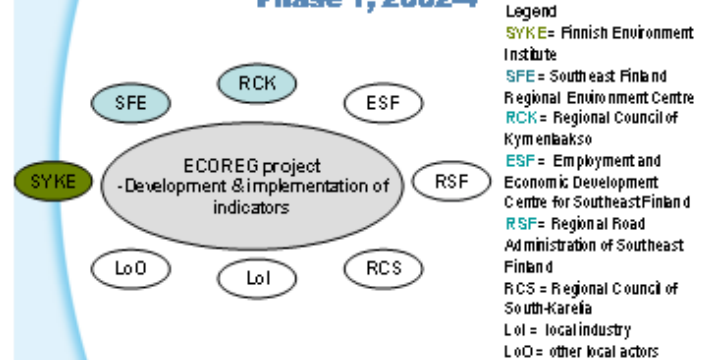 Phase 1, 2002-4
SFE
RCK
ESF
SYKE
ECOREG project
-Development & implementation of
indicators
RSF
LoO
LoI
RCS
Legend
SYKE= Finnish Environment
Institute
SFE= Southeast Finland
Regional Environment Centre
RCK= Regional Council of
Kymenlaakso
ESF= Employment and
Economic Development
Centre for Southeast Finland
RSF= Regional Road
Administration of Southeast
Finland
RCS= Regional Council of
South-Karelia
LoI= local industry
LoO= other local actors